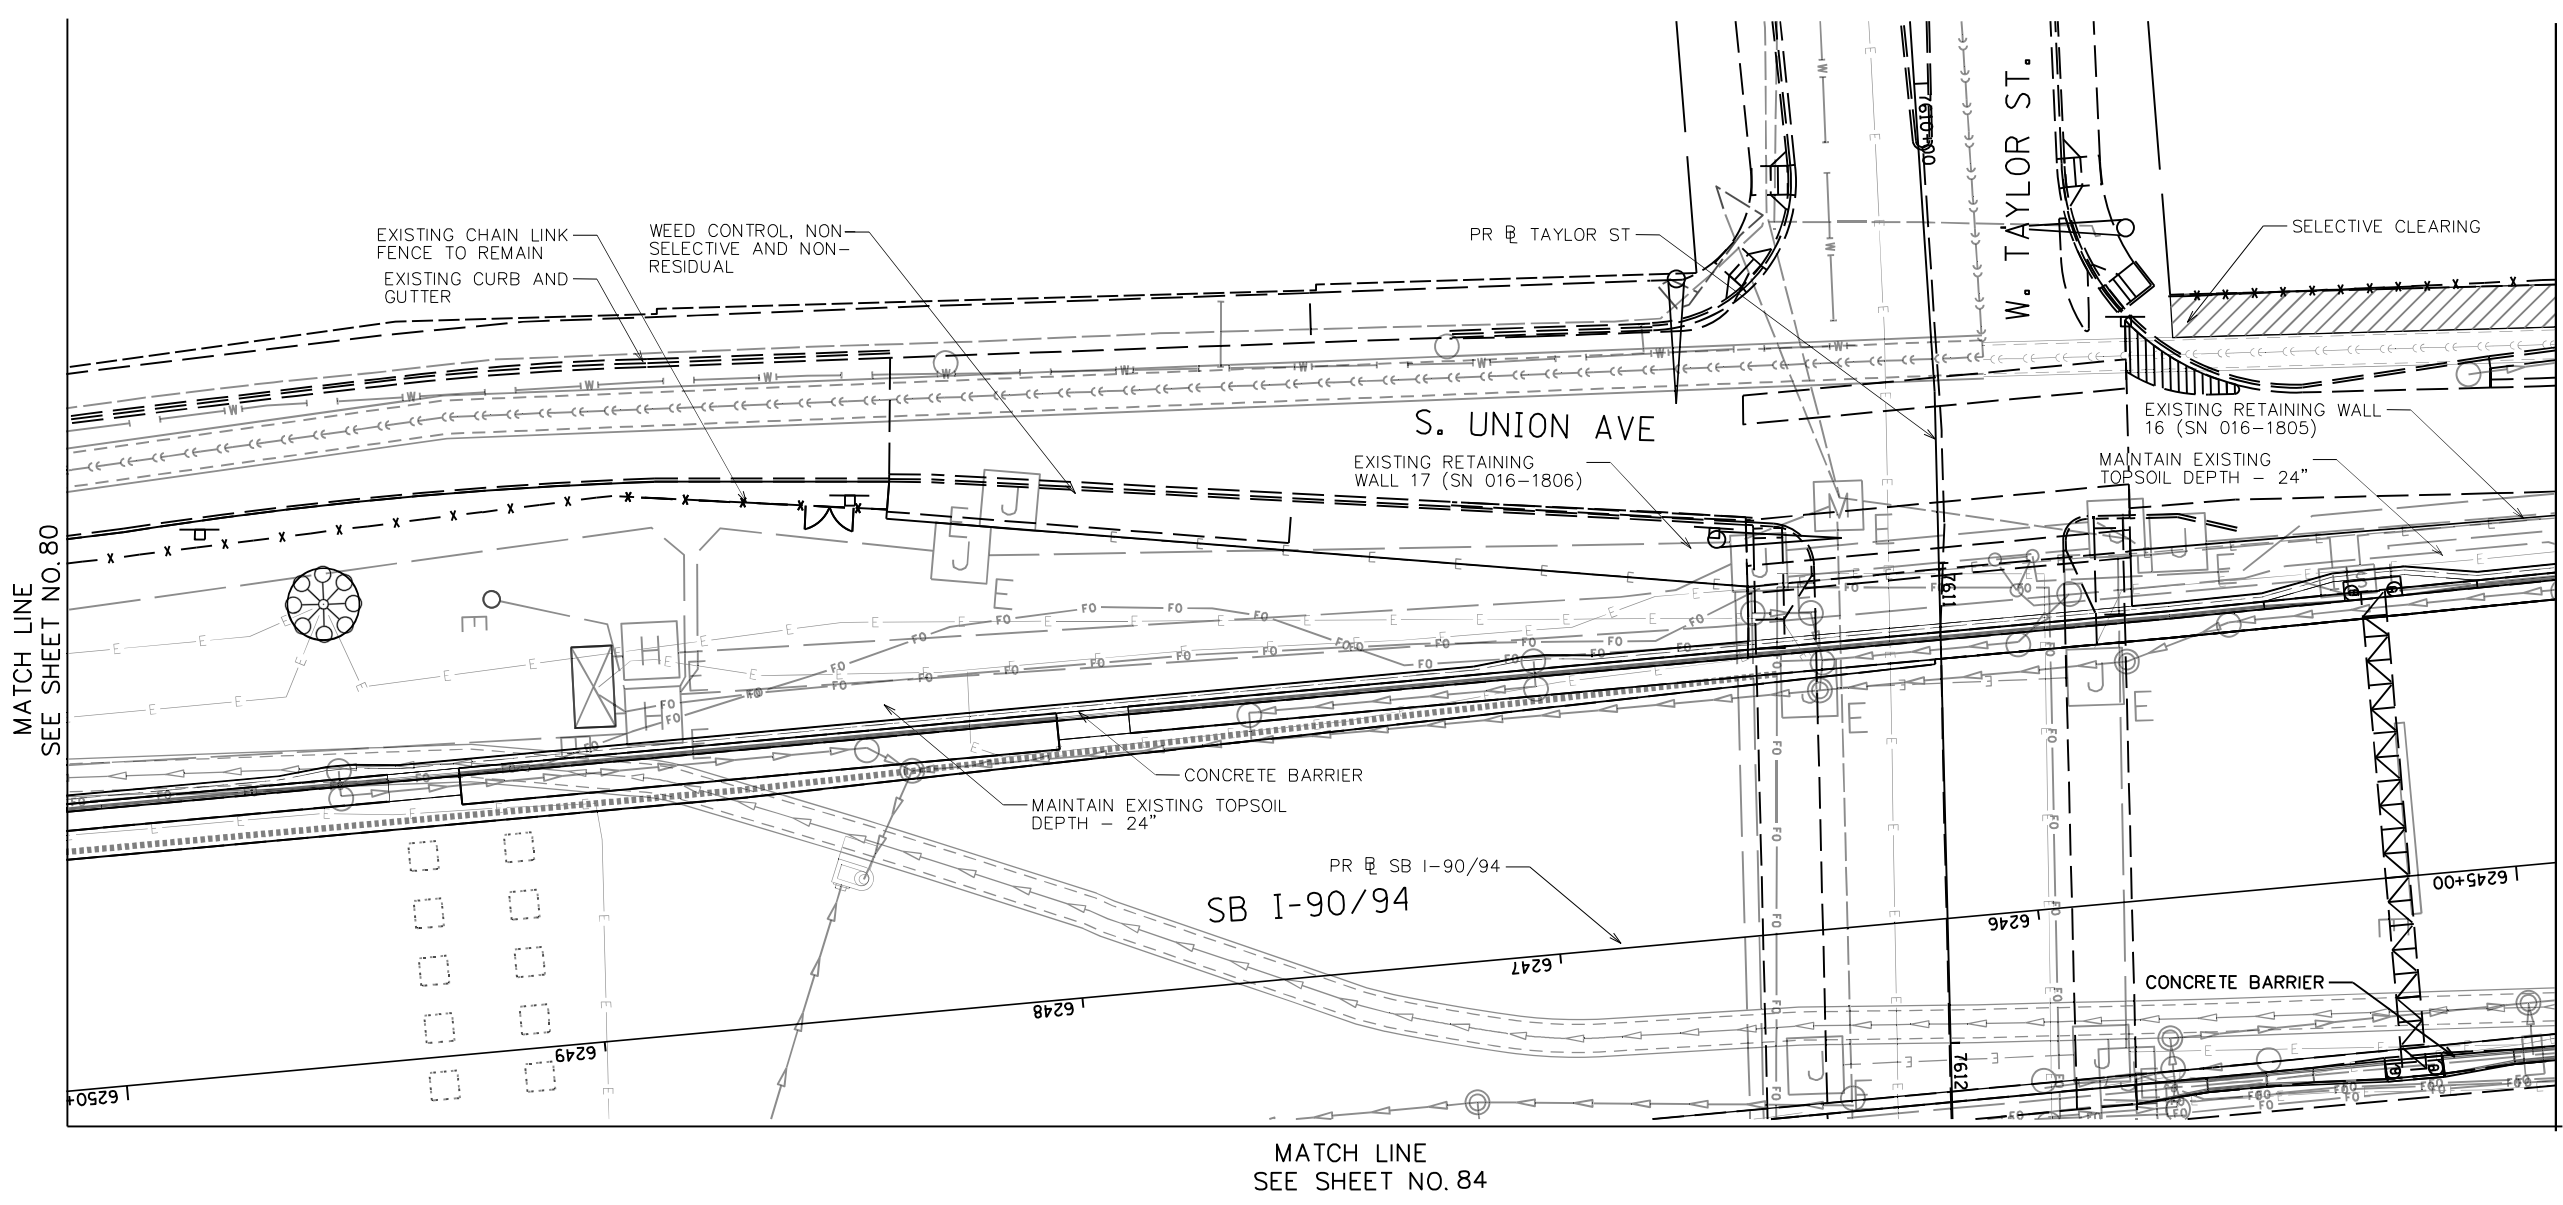 EXISTING CHAIN LINK
FENCE TO REMAIN
EXISTING CURB AND
GUTTER
WEED CONTROL, NON-
SELECTIVE AND NON-
RESIDUAL
PR ⅊ TAYLOR ST
W. TAYLOR ST.
7610+00
SELECTIVE CLEARING
S. UNION AVE
EXISTING RETAINING
WALL 17 (SN 016-1806)
EXISTING RETAINING WALL
16 (SN 016-1805)
MAINTAIN EXISTING
TOPSOIL DEPTH - 24"
7611
MATCH LINE
SEE SHEET NO. 80
CONCRETE BARRIER
MAINTAIN EXISTING TOPSOIL
DEPTH - 24"
PR ⅊ SB I-90/94
SB I-90/94
6245+00
6246
6247
6248
6249
6250+
CONCRETE BARRIER
7612
MATCH LINE
SEE SHEET NO. 84